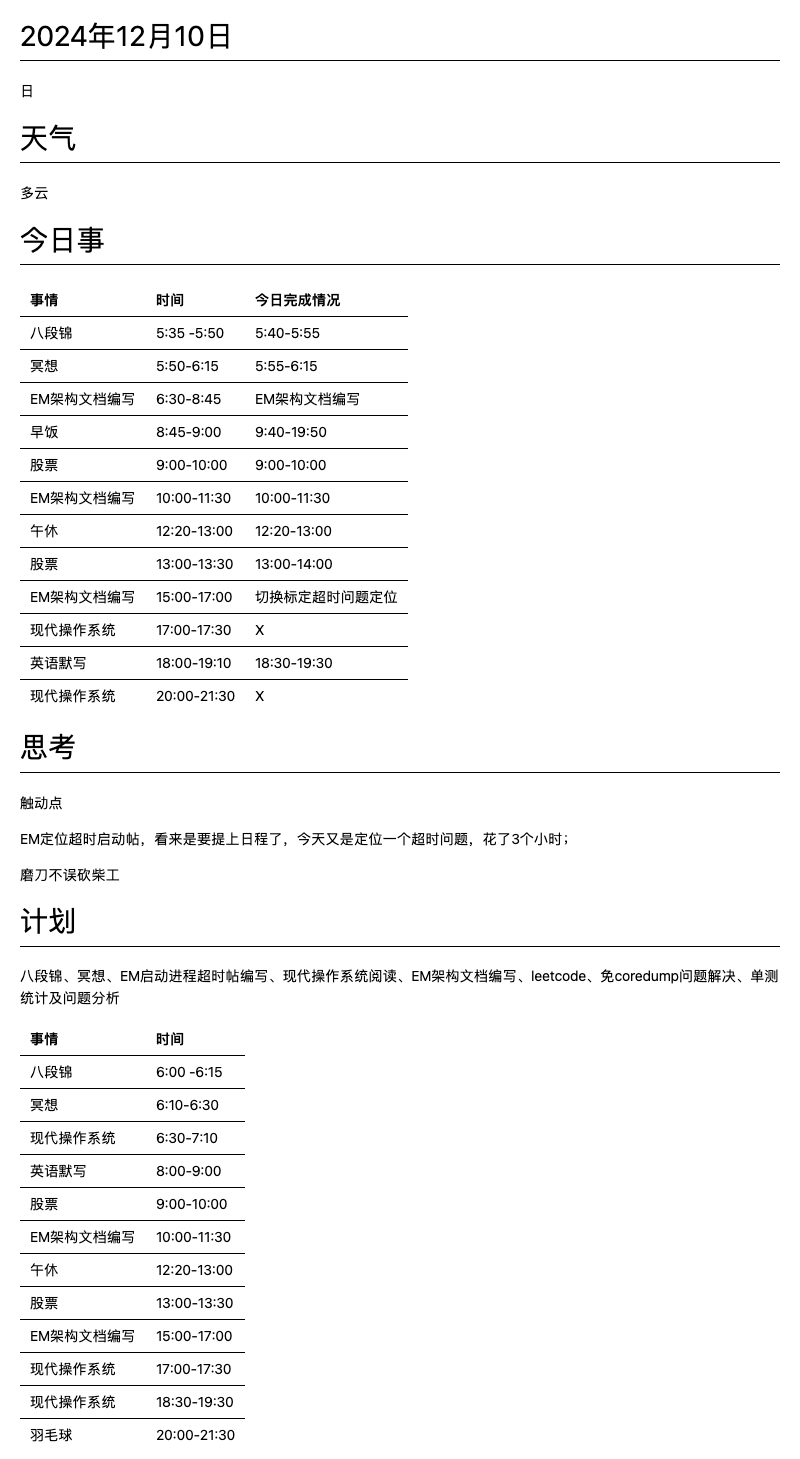 2024年12月10日
日
天气
多云
今日事
事情 时间 今日完成情况
八段锦 5:35 -5:50 5:40-5:55
冥想 5:50-6:15 5:55-6:15
EM架构文档编写 6:30-8:45 EM架构文档编写
早饭 8:45-9:00 9:40-19:50
股票 9:00-10:00 9:00-10:00
EM架构文档编写 10:00-11:30 10:00-11:30
午休 12:20-13:00 12:20-13:00
股票 13:00-13:30 13:00-14:00
EM架构文档编写 15:00-17:00 切换标定超时问题定位
现代操作系统 17:00-17:30 X
英语默写 18:00-19:10 18:30-19:30
现代操作系统 20:00-21:30 X
思考
触动点
EM定位超时启动帖，看来是要提上日程了，今天又是定位一个超时问题，花了3个小时；
磨刀不误砍柴工
计划
八段锦、冥想、EM启动进程超时帖编写、现代操作系统阅读、EM架构文档编写、leetcode、免coredump问题解决、单测
统计及问题分析
事情 时间
八段锦 6:00 -6:15
冥想 6:10-6:30
现代操作系统 6:30-7:10
英语默写 8:00-9:00
股票 9:00-10:00
EM架构文档编写 10:00-11:30
午休 12:20-13:00
股票 13:00-13:30
EM架构文档编写 15:00-17:00
现代操作系统 17:00-17:30
现代操作系统 18:30-19:30
羽毛球 20:00-21:30